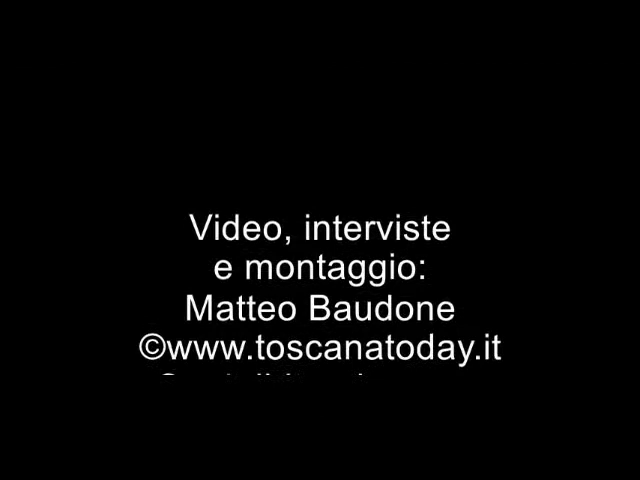 Video, interviste
e montaggio:
Matteo Baudone
©www.toscanatoday.it